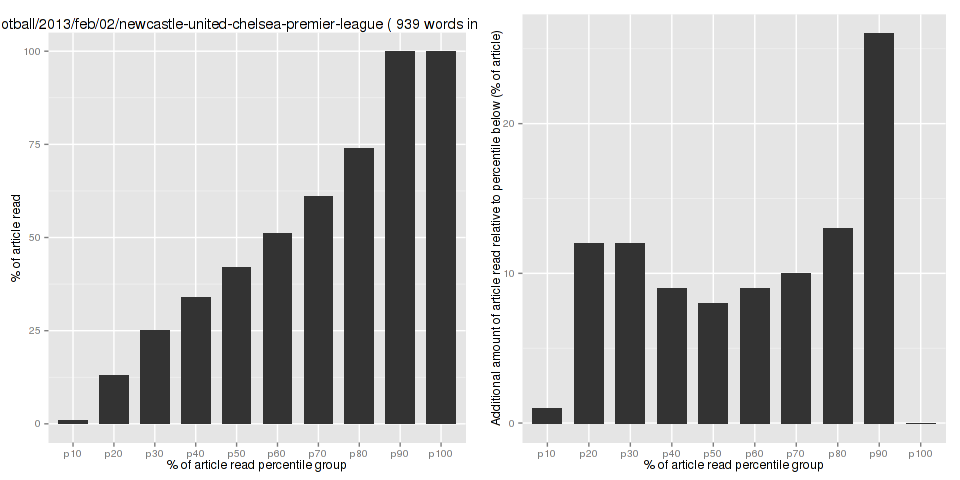 otball/2013/feb/02/newcastle-united-chelsea-premier-league ( 939 words in
% of article read
100
75
50
25
0
p10 p20 p30 p40 p50 p60 p70 p80 p90 p100
% of article read percentile group
Additional amount of article read relative to percentile below (% of article)
20
10
0
p10 p20 p30 p40 p50 p60 p70 p80 p90 p100
% of article read percentile group